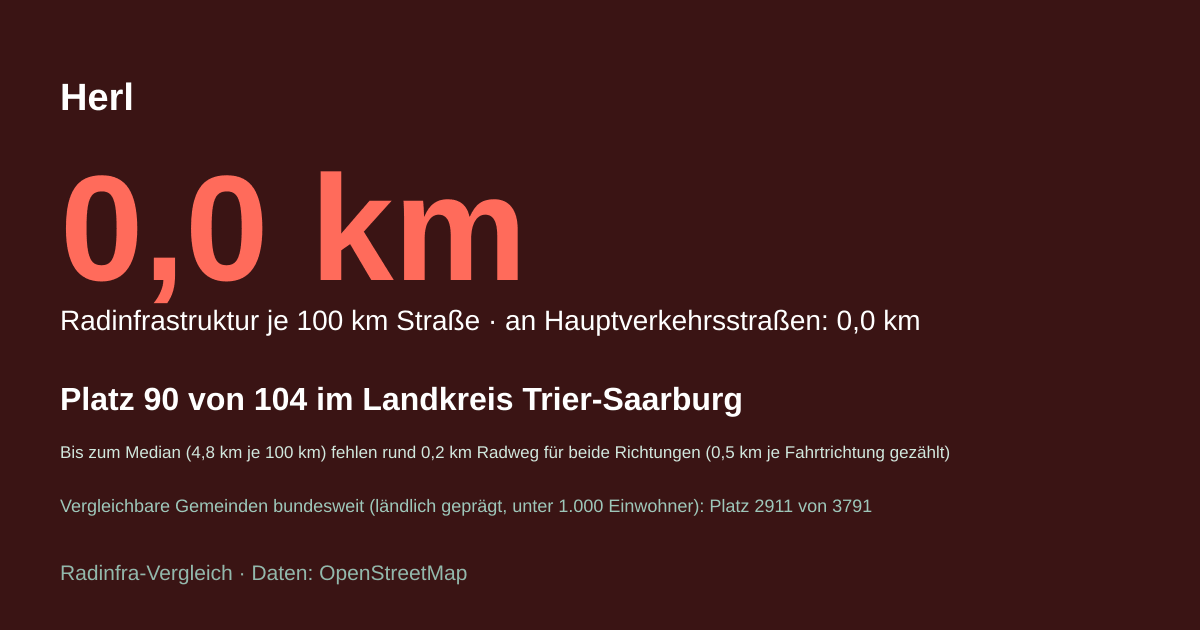 Herl
0,0 km
Radinfrastruktur je 100 km Straße · an Hauptverkehrsstraßen: 0,0 km
Platz 90 von 104 im Landkreis Trier-Saarburg
Bis zum Median (4,8 km je 100 km) fehlen rund 0,2 km Radweg für beide Richtungen (0,5 km je Fahrtrichtung gezählt)
Vergleichbare Gemeinden bundesweit (ländlich geprägt, unter 1.000 Einwohner): Platz 2911 von 3791
Radinfra-Vergleich · Daten: OpenStreetMap